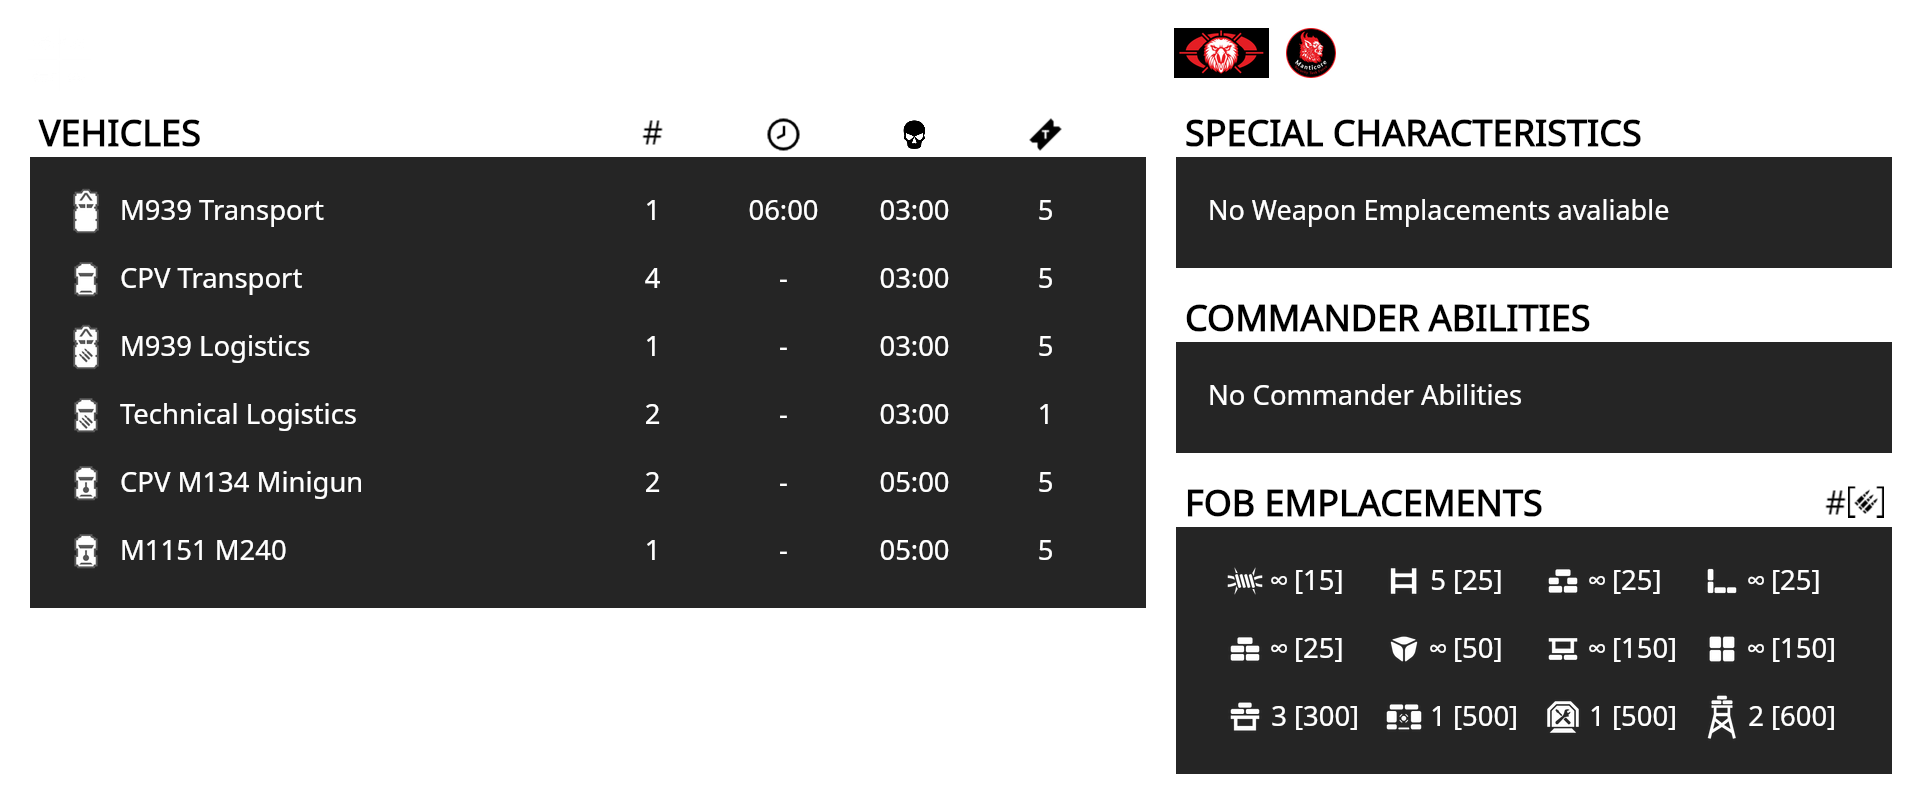 Manticore
VEHICLES #
T
M939 Transport 1 06:00 03:00 5
CPV Transport 4 - 03:00 5
M939 Logistics 1 - 03:00 5
Technical Logistics 2 - 03:00 1
CPV M134 Minigun 2 - 05:00 5
M1151 M240 1 - 05:00 5
SPECIAL CHARACTERISTICS
No Weapon Emplacements avaliable
COMMANDER ABILITIES
No Commander Abilities
FOB EMPLACEMENTS #[]
∞ [15] 5 [25] ∞ [25] ∞ [25]
∞ [25] ∞ [50] ∞ [150] ∞ [150]
3 [300] 1 [500] 1 [500] 2 [600]